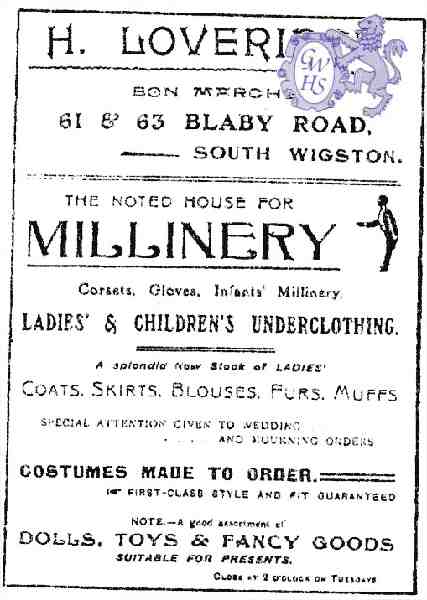 H. LOVERI
BON MERCH
61 & 63 BLABY ROAD,
SOUTH WIGSTON.
THE NOTED HOUSE FOR
MILLINERY
Corsets, Gloves, Infants' Millinery,
LADIES' & CHILDREN'S UNDERCLOTHING.
A splendid New Stock of LADIES'
COATS, SKIRTS, BLOUSES, FURS, MUFFS
SPECIAL ATTENTION GIVEN TO WEDDING
AND MOURNING ORDERS
COSTUMES MADE TO ORDER.
FIRST-CLASS STYLE AND FIT GUARANTEED
NOTE.—A good assortment of
DOLLS, TOYS & FANCY GOODS
SUITABLE FOR PRESENTS.
CLOSE AT 2 O'CLOCK ON TUESDAYS
GWHS